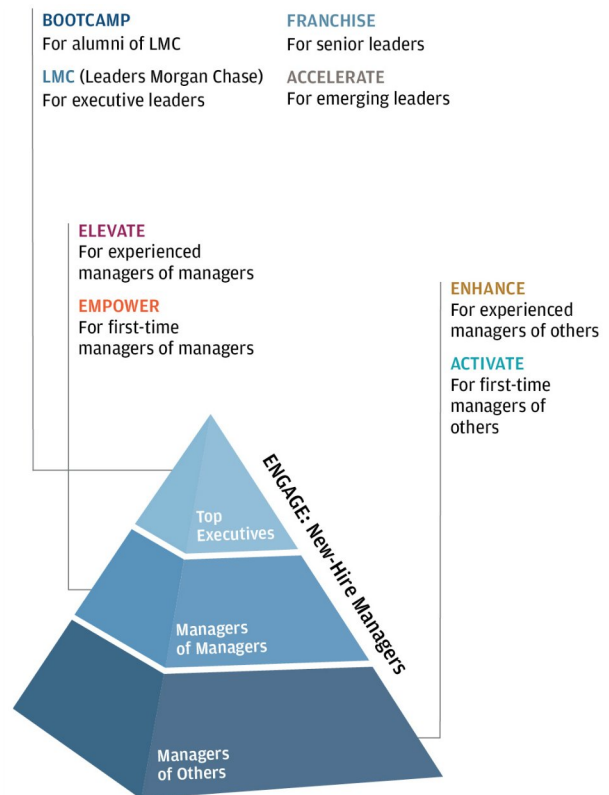 BOOTCAMP
For alumni of LMC
LMC (Leaders Morgan Chase)
For executive leaders
FRANCHISE
For senior leaders
ACCELERATE
For emerging leaders
ELEVATE
For experienced
managers of managers
EMPOWER
For first-time
managers of managers
ENHANCE
For experienced
managers of others
ACTIVATE
For first-time
managers of
others
ENGAGE: New-Hire Managers
Top
Executives
Managers
of Managers
Managers
of Others